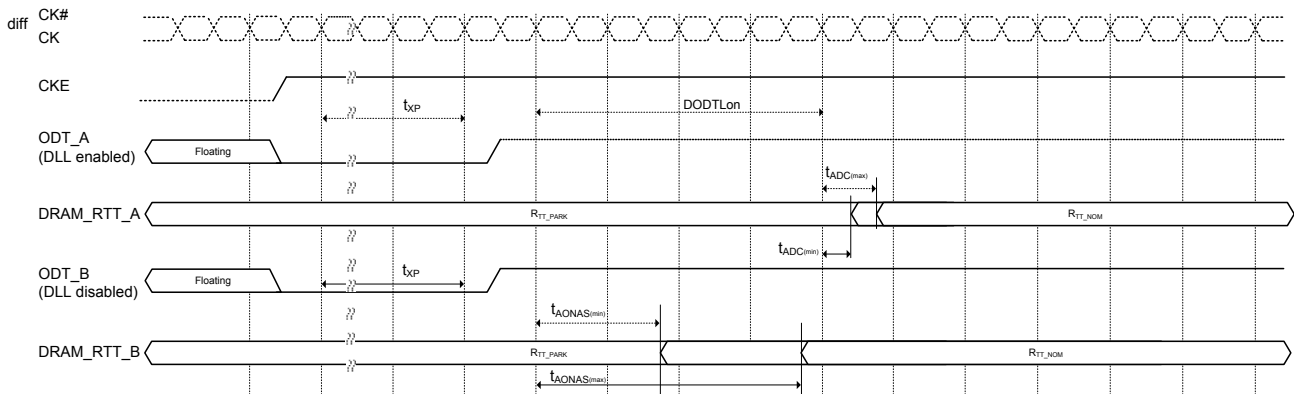 diff CK#
CK
CKE
tXP
DODTLon
ODT_A
(DLL enabled)
Floating
tADC(max)
DRAM_RTT_A
RTT_PARK
RTT_NOM
tADC(min)
ODT_B
(DLL disabled)
Floating
tXP
tAONAS(min)
DRAM_RTT_B
RTT_PARK
RTT_NOM
tAONAS(max)